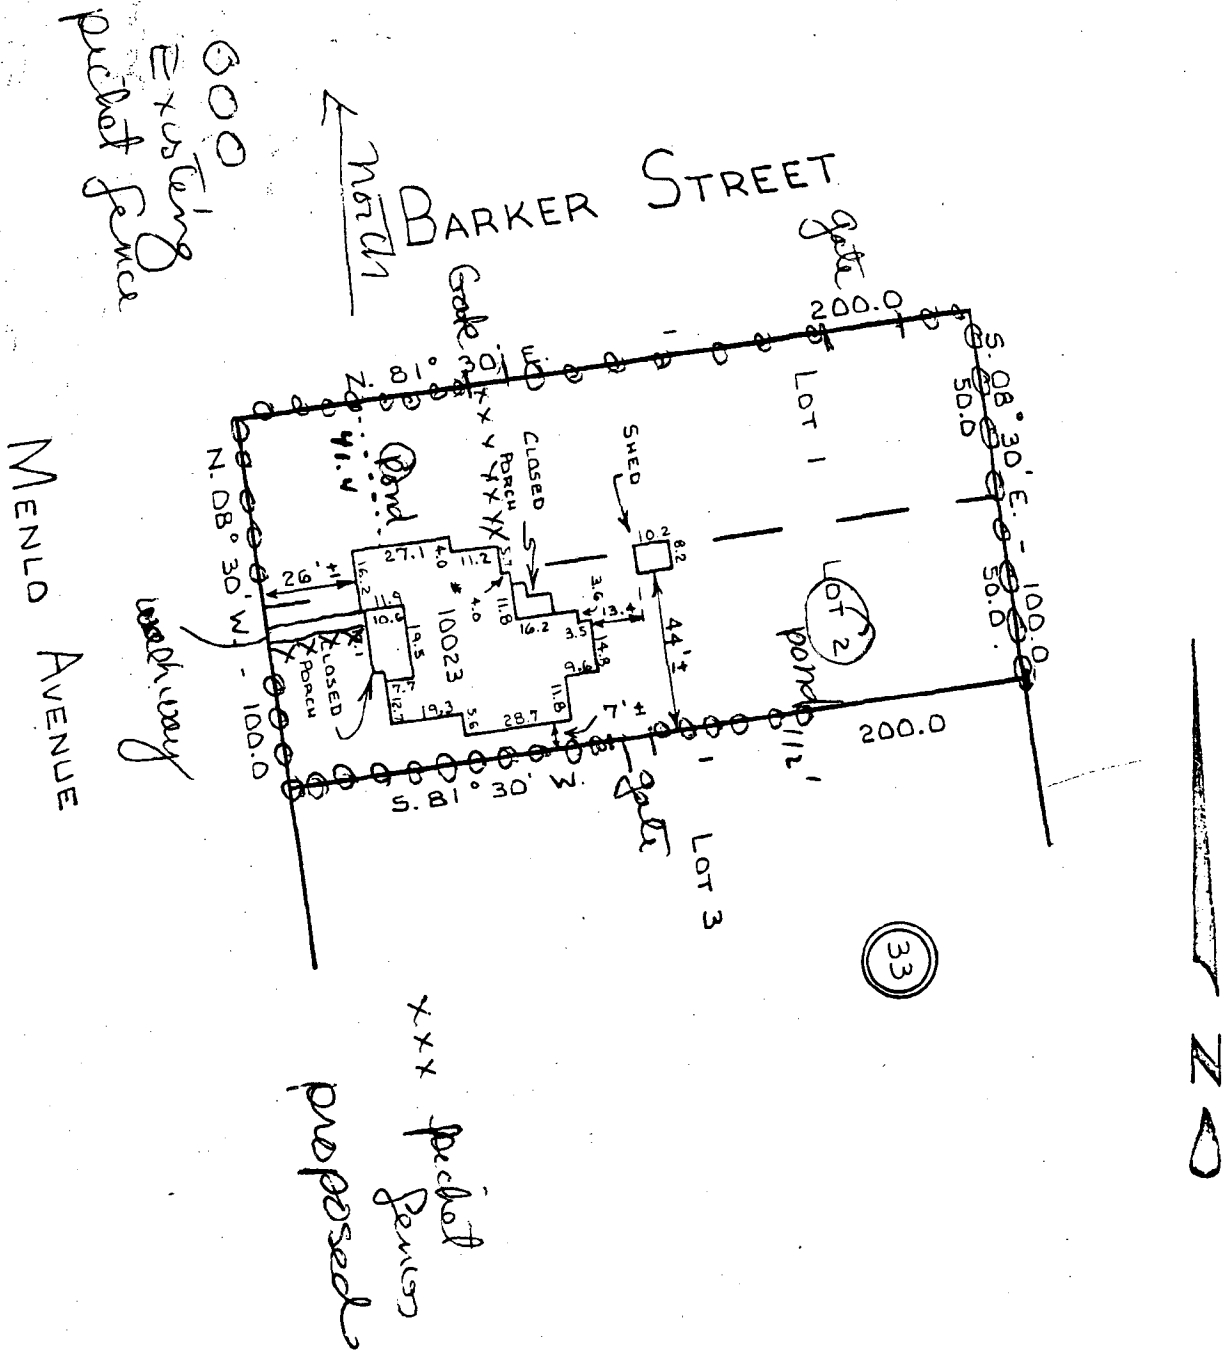 000
Existing
picket fence
North
BARKER STREET
gate
Gate
N. 81° 30' E. - 200.0
S. 08° 30' E. - 100.0
50.0
50.0
LOT 1
LOT 2
pond
pond
41.4
CLOSED
PORCH
SHED
10.2
8.2
27.1
4.0
11.2
5.7
# 10023
4.0
11.8
16.2
3.6
13.4
3.5
14.8
9.6
11.8
44'±
26'±
16.2
11.9
10.6
19.5
7.7
12.7
19.3
5.6
28.7
7'±
CLOSED
PORCH
N. 08° 30' W. - 100.0
MENLO AVENUE
walkway
S. 81° 30' W. - 200.0
112'
gate
LOT 3
33
XXX picket
fence
proposed
N